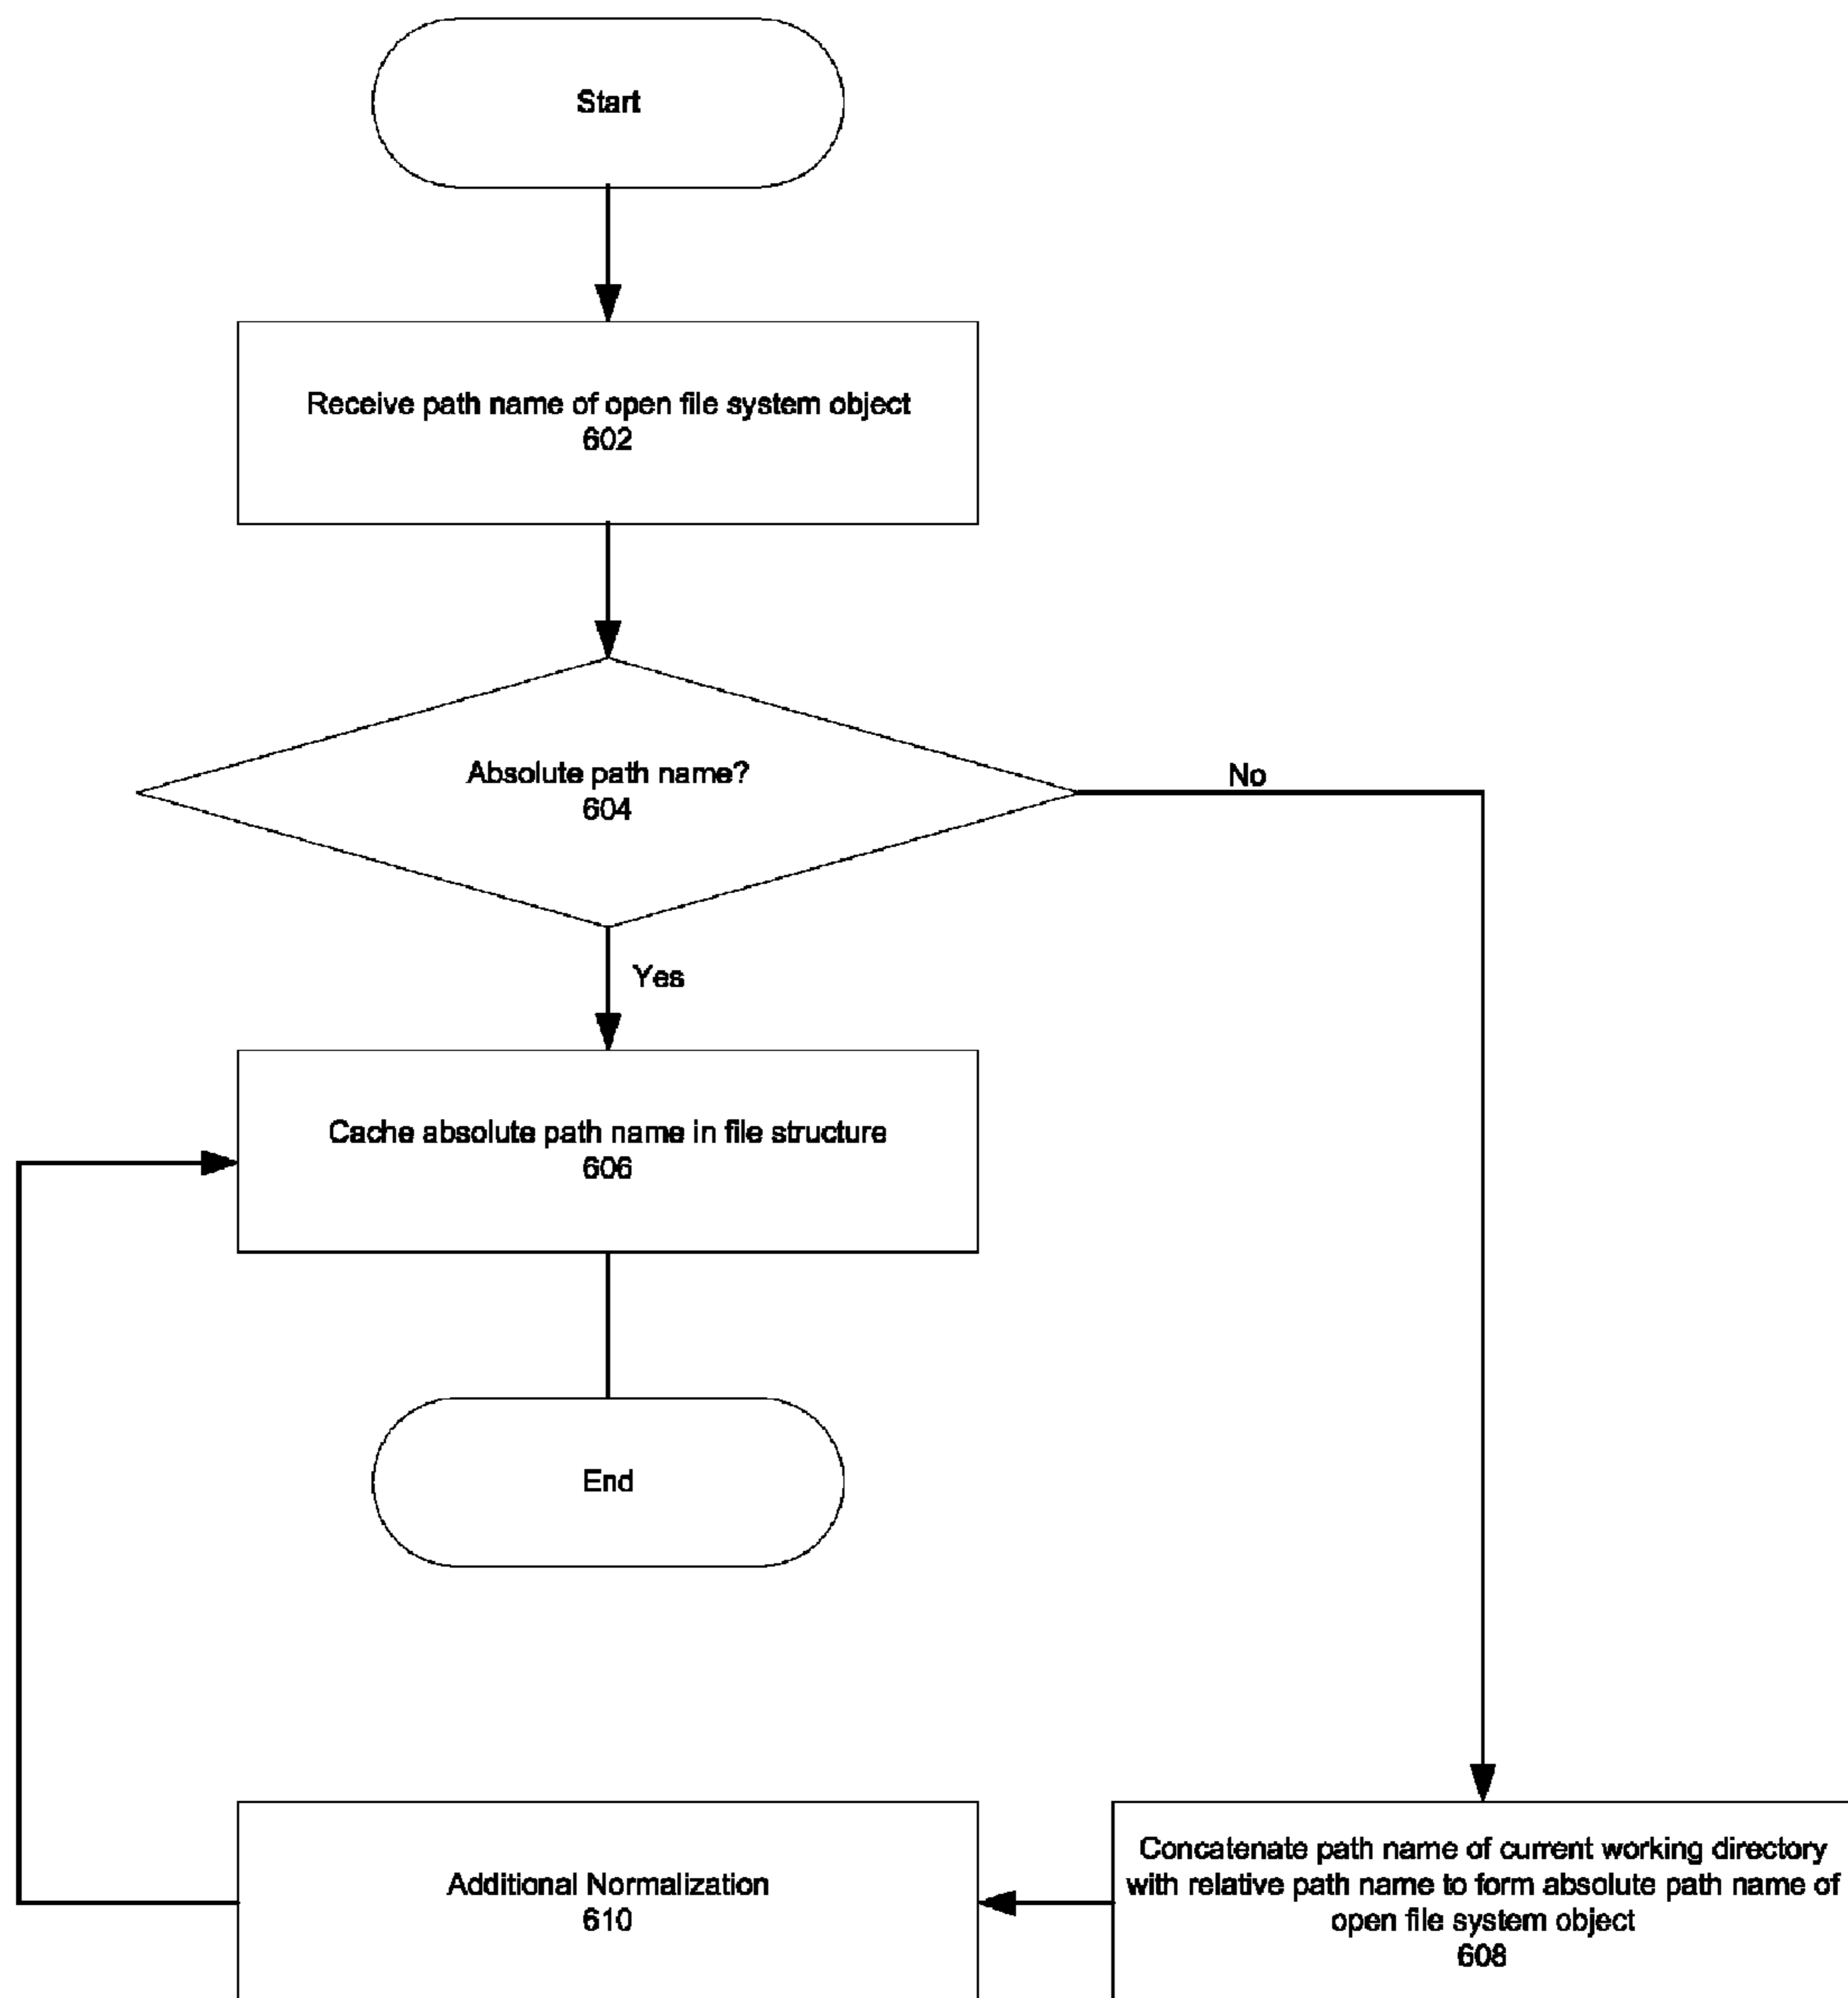 Start
Receive path name of open file system object
602
Absolute path name?
604
No
Yes
Cache absolute path name in file structure
606
End
Additional Normalization
610
Concatenate path name of current working directory
with relative path name to form absolute path name of
open file system object
608